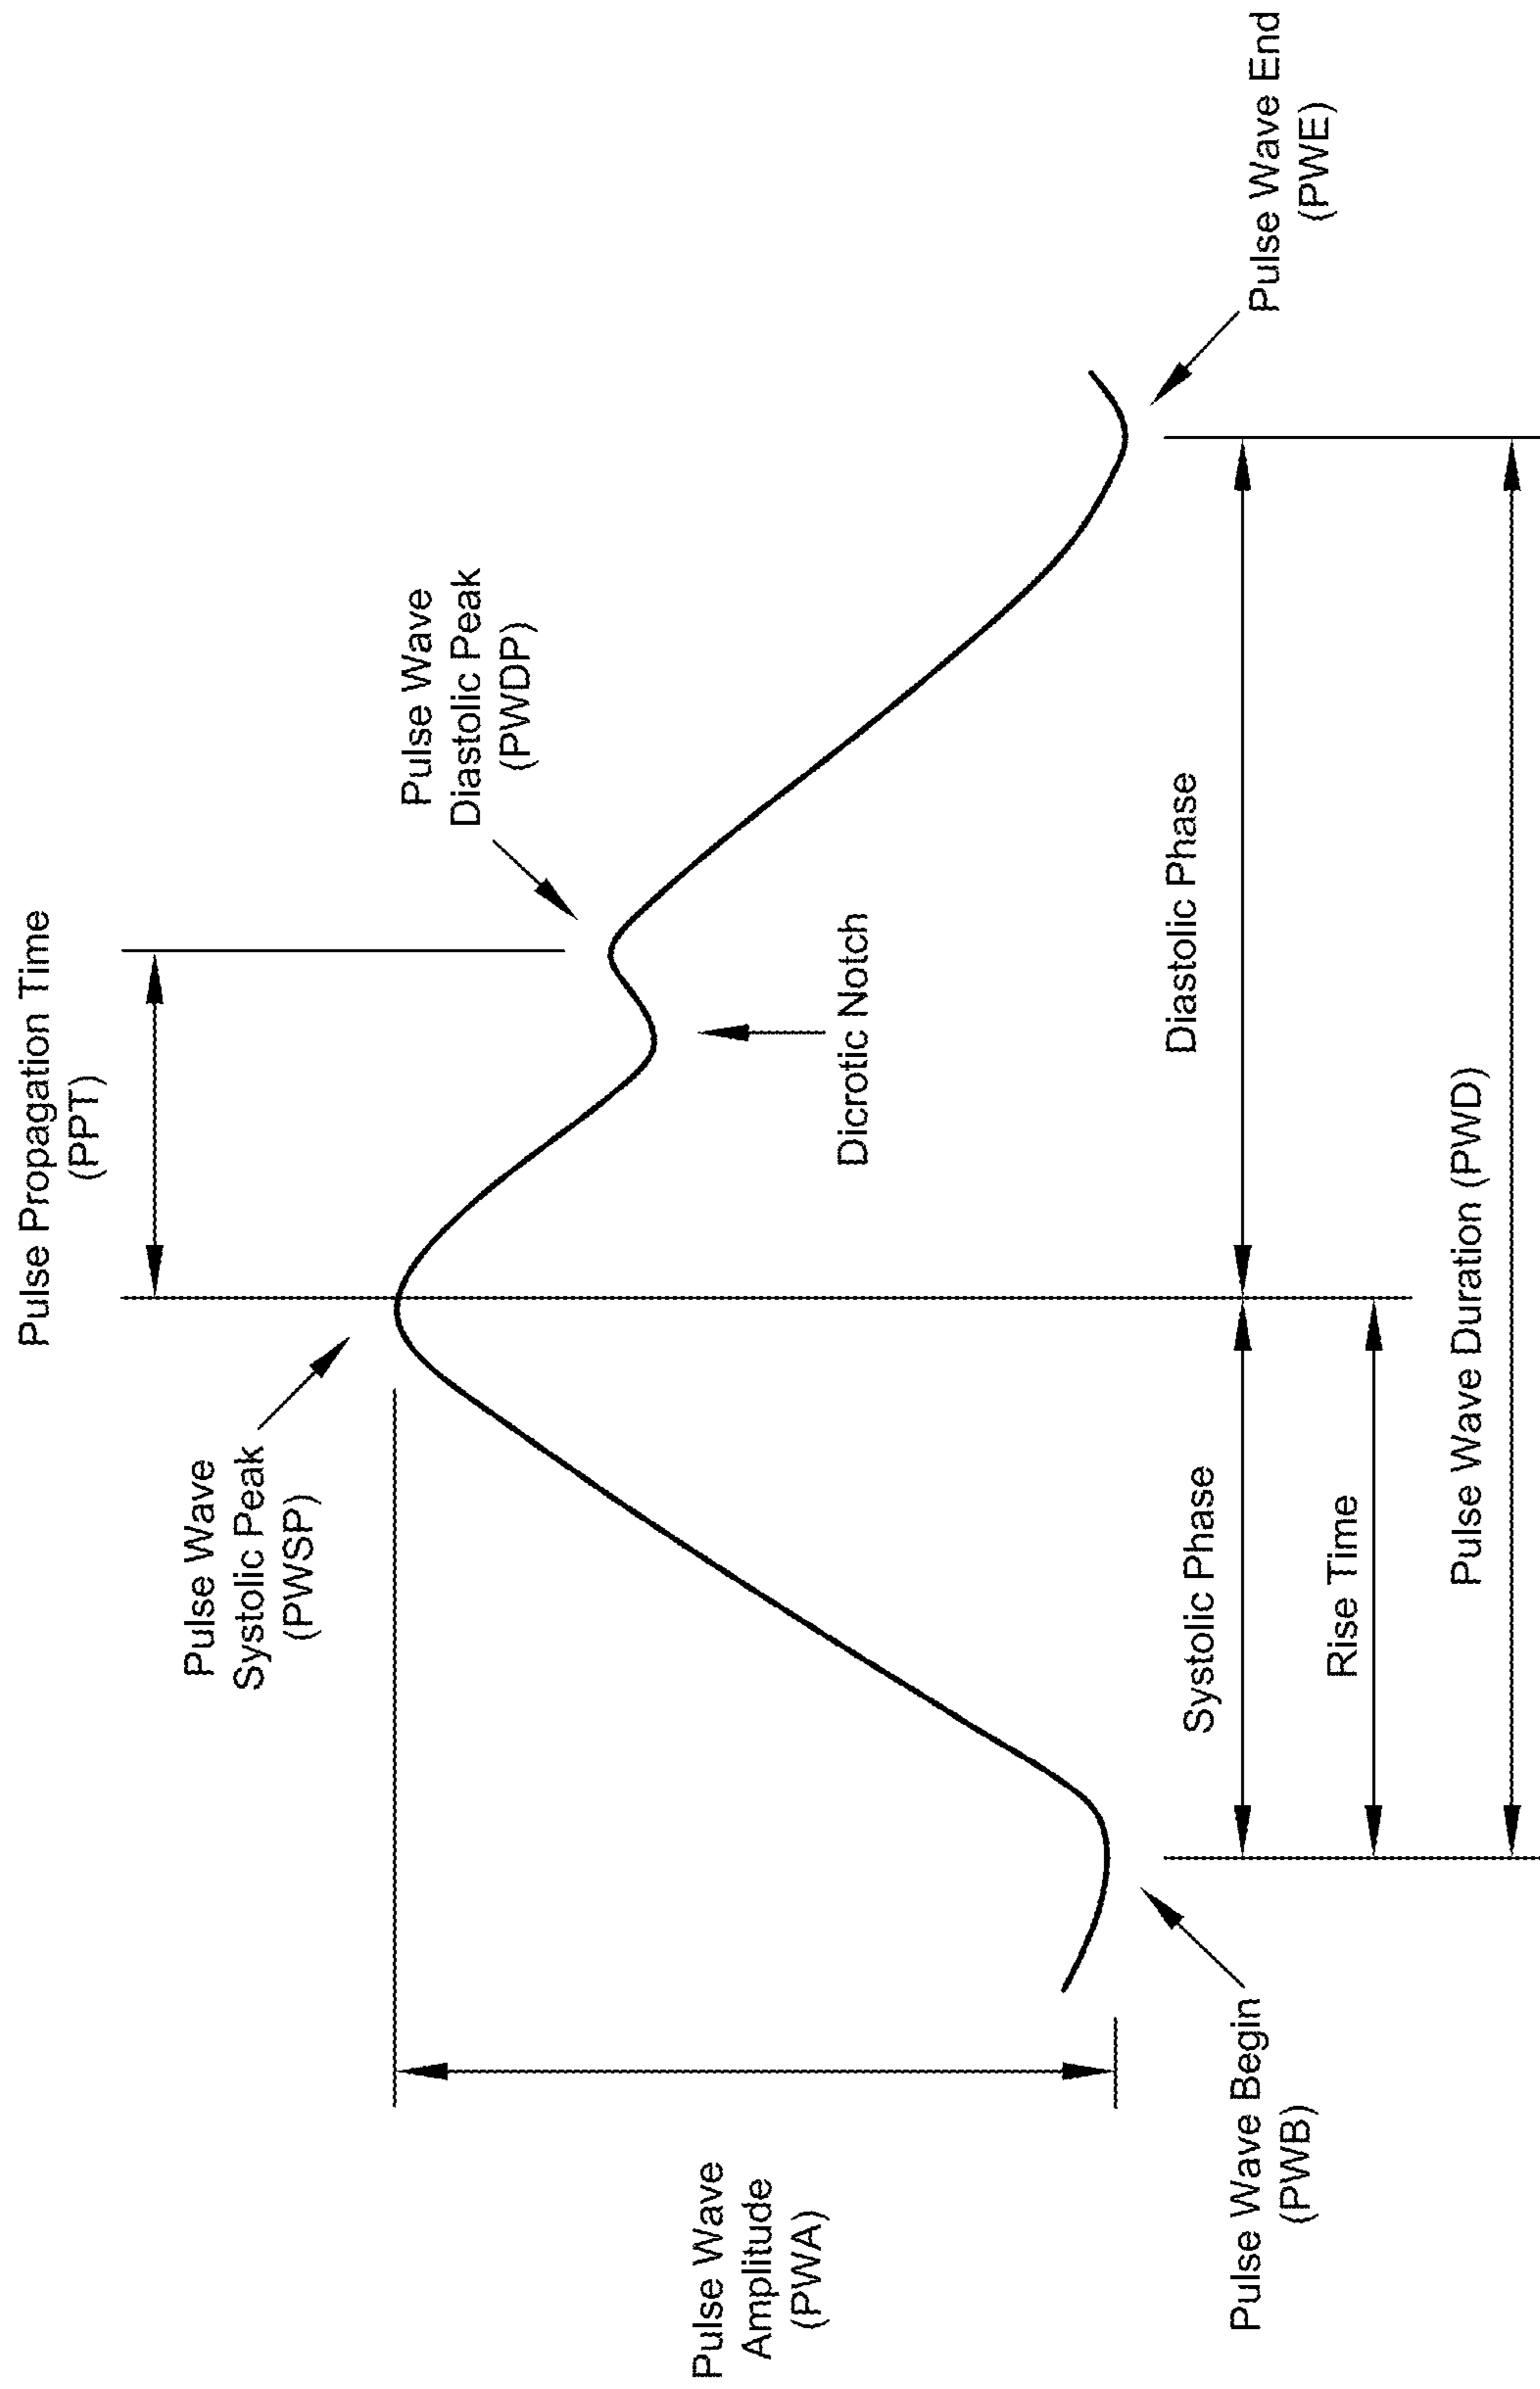 Pulse Propagation Time
(PPT)
Pulse Wave
Systolic Peak
(PWSP)
Pulse Wave
Diastolic Peak
(PWDP)
Pulse Wave
Amplitude
(PWA)
Dicrotic Notch
Pulse Wave Begin
(PWB)
Pulse Wave End
(PWE)
Systolic Phase
Diastolic Phase
Rise Time
Pulse Wave Duration (PWD)